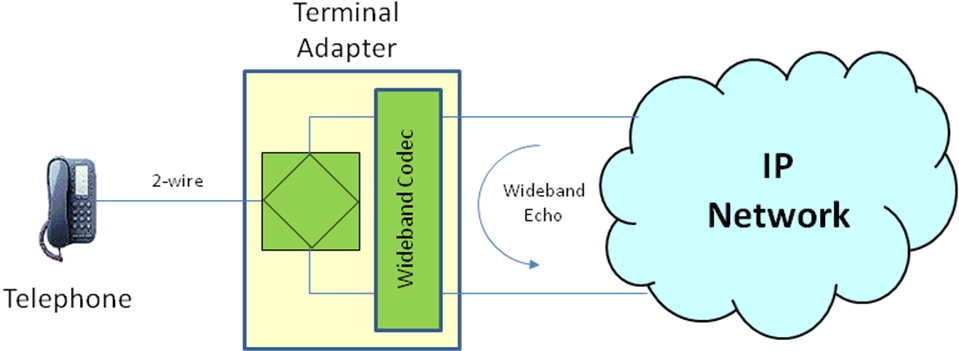 Terminal
Adapter
2-wire
Wideband Codec
Wideband
Echo
IP
Network
Telephone